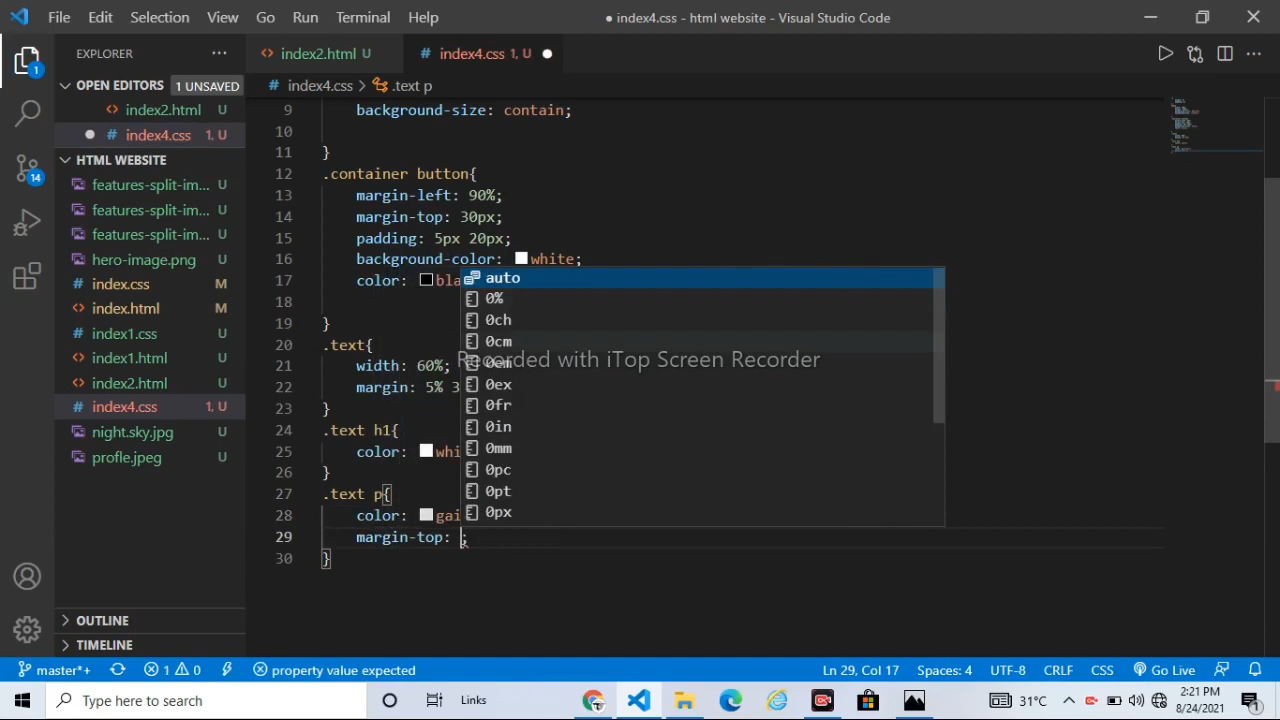 File Edit Selection View Go Run Terminal Help
● index4.css - html website - Visual Studio Code
EXPLORER
index2.html U
index4.css 1, U
OPEN EDITORS 1 UNSAVED
index4.css > .text p
index2.html U
index4.css 1, U
HTML WEBSITE
features-split-im... U
features-split-im... U
features-split-im... U
hero-image.png U
index.css M
index.html M
index1.css U
index1.html U
index2.html U
index4.css 1, U
night.sky.jpg U
profle.jpeg U
OUTLINE
TIMELINE
9 background-size: contain;
10
11 }
12 .container button{
13 margin-left: 90%;
14 margin-top: 30px;
15 padding: 5px 20px;
16 background-color: white;
17 color: bla
18
19 }
20 .text{
21 width: 60%;
22 margin: 5% 3
23 }
24 .text h1{
25 color: whi
26 }
27 .text p{
28 color: gai
29 margin-top: ;
30 }
auto
0%
0ch
0cm
0em
0ex
0fr
0in
0mm
0pc
0pt
0px
Recorded with iTop Screen Recorder
1
14
master*+ 1 0 property value expected Ln 29, Col 17 Spaces: 4 UTF-8 CRLF CSS Go Live
Type here to search Links 31°C 2:21 PM
8/24/2021 1